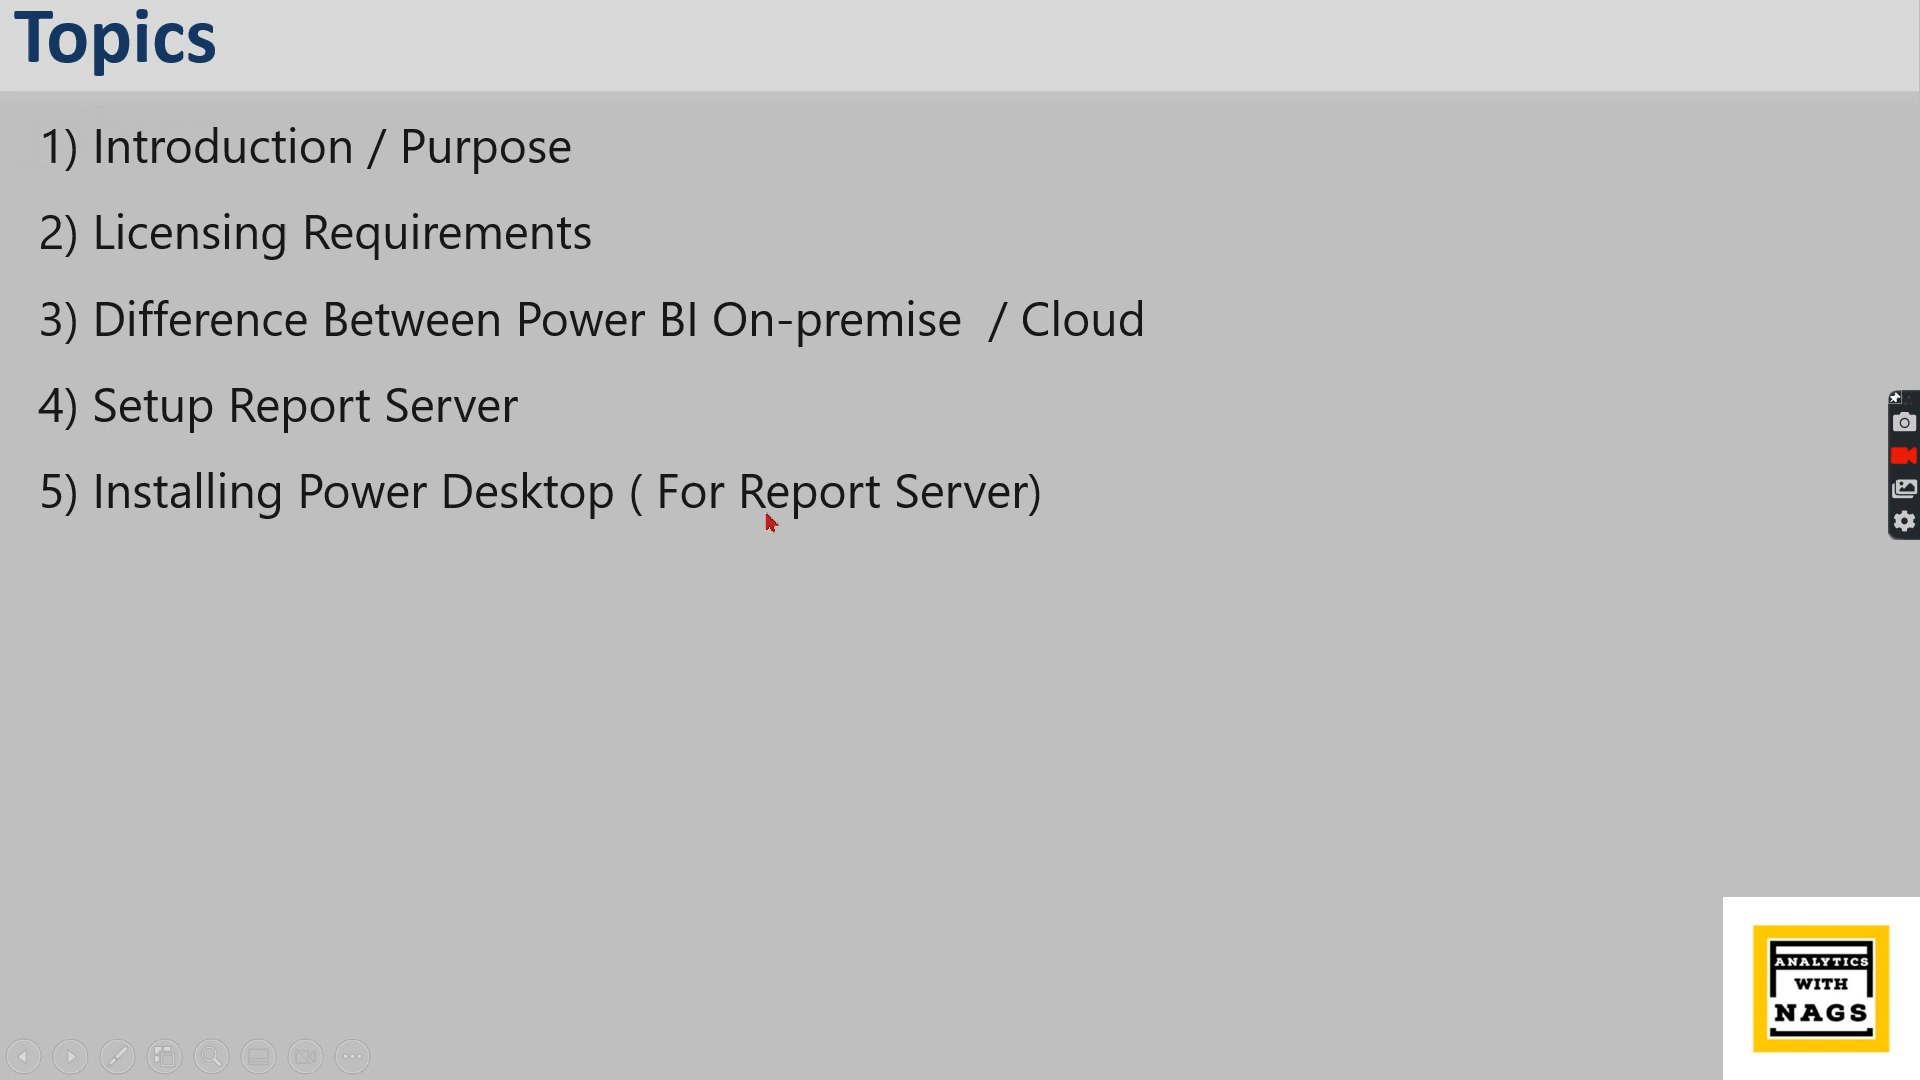 Topics
1) Introduction / Purpose
2) Licensing Requirements
3) Difference Between Power BI On-premise  / Cloud
4) Setup Report Server
5) Installing Power Desktop ( For Report Server)
ANALYTICS
WITH
NAGS